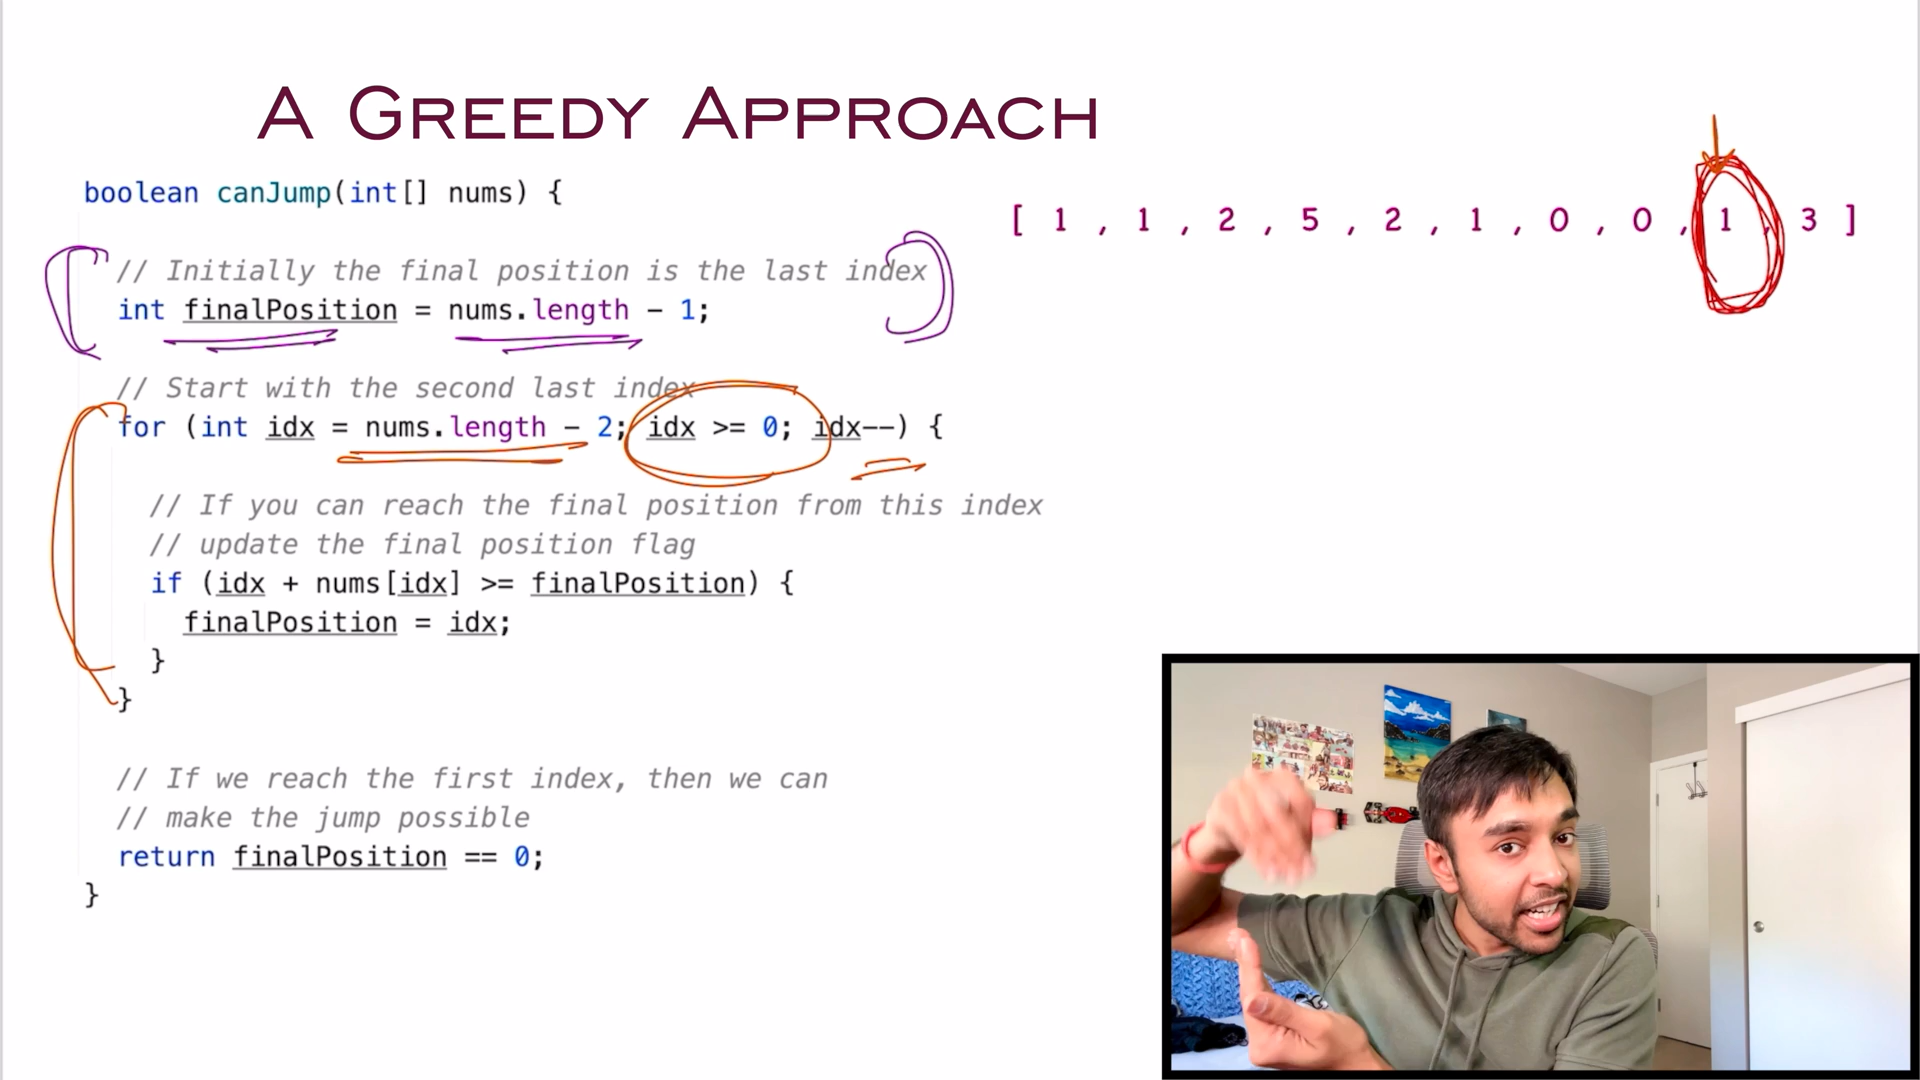 A Greedy Approach
boolean canJump(int[] nums) {
// Initially the final position is the last index
int finalPosition = nums.length - 1;
// Start with the second last index
for (int idx = nums.length - 2; idx >= 0; idx--) {
// If you can reach the final position from this index
// update the final position flag
if (idx + nums[idx] >= finalPosition) {
finalPosition = idx;
}
}
// If we reach the first index, then we can
// make the jump possible
return finalPosition == 0;
}
[ 1 , 1 , 2 , 5 , 2 , 1 , 0 , 0 , 1 , 3 ]